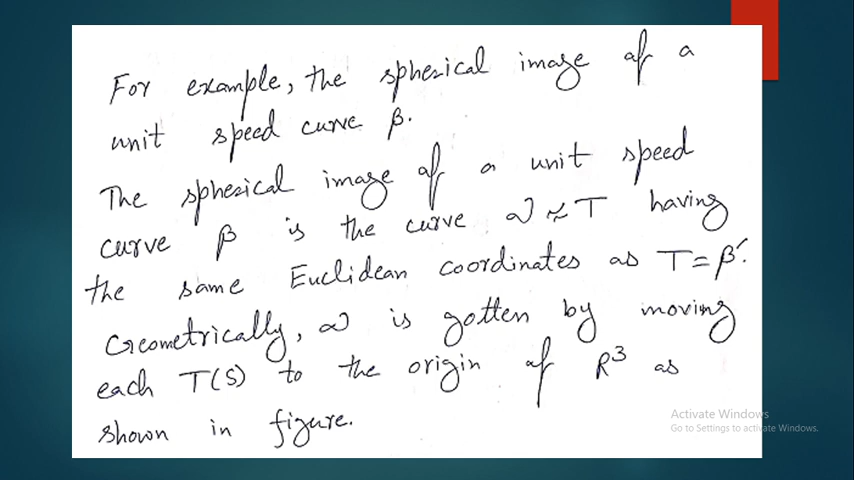 For example, the spherical image of a
unit speed curve β.
The spherical image of a unit speed
curve β is the curve σ ≈ T having
the same Euclidean coordinates as T = β′.
Geometrically, σ is gotten by moving
each T(S) to the origin of R³ as
shown in figure.
Activate Windows
Go to Settings to activate Windows.